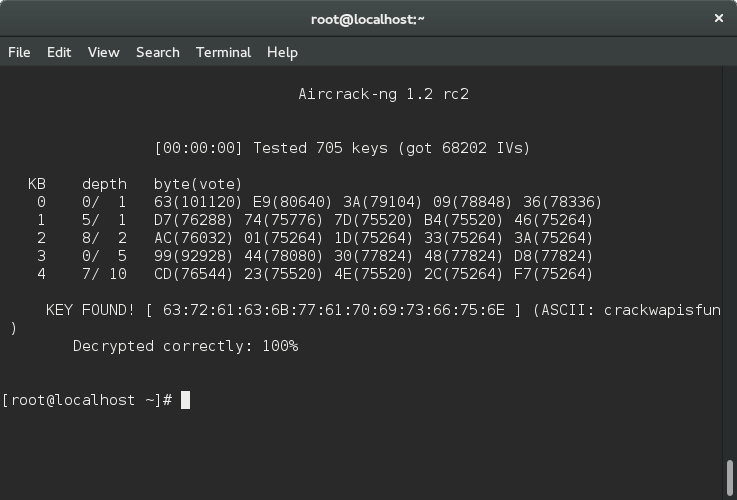 root@localhost:~
File Edit View Search Terminal Help
Aircrack-ng 1.2 rc2
[00:00:00] Tested 705 keys (got 68202 IVs)
KB depth byte(vote)
0 0/ 1 63(101120) E9(80640) 3A(79104) 09(78848) 36(78336)
1 5/ 1 D7(76288) 74(75776) 7D(75520) B4(75520) 46(75264)
2 8/ 2 AC(76032) 01(75264) 1D(75264) 33(75264) 3A(75264)
3 0/ 5 99(92928) 44(78080) 30(77824) 48(77824) D8(77824)
4 7/ 10 CD(76544) 23(75520) 4E(75520) 2C(75264) F7(75264)
KEY FOUND! [ 63:72:61:63:6B:77:61:70:69:73:66:75:6E ] (ASCII: crackwapisfun
)
Decrypted correctly: 100%
[root@localhost ~]#